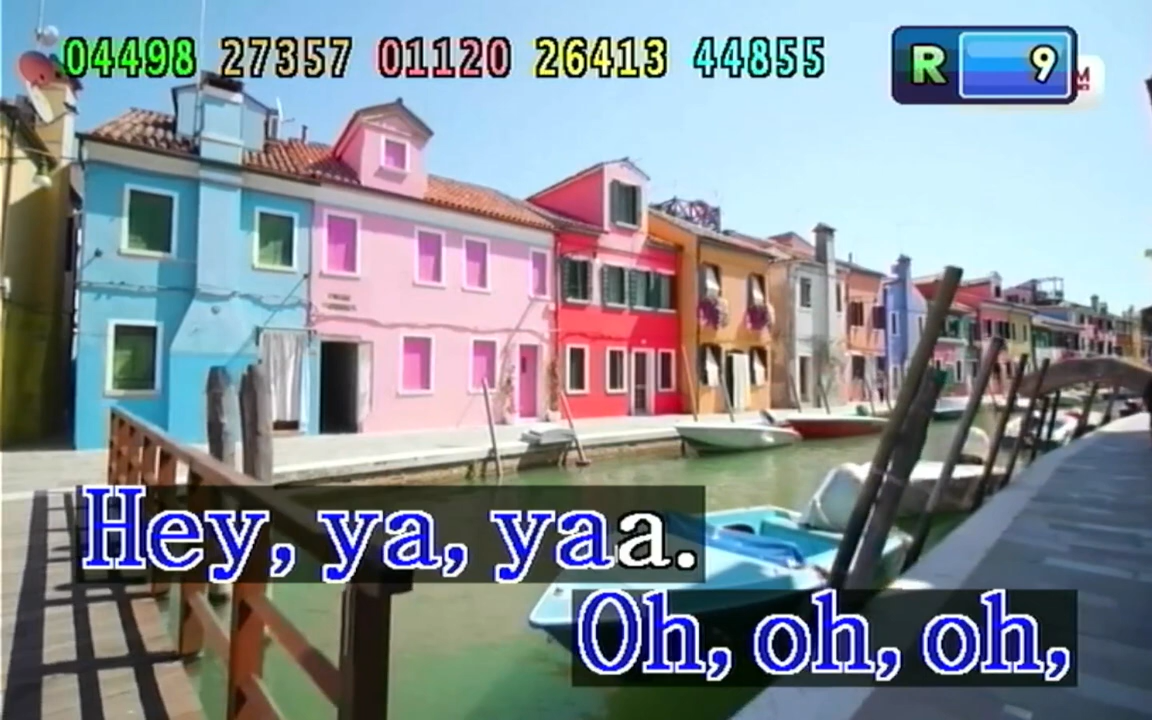 04498 27357 01120 26413 44855
R 9
Hey, ya, yaa.
Oh, oh, oh,